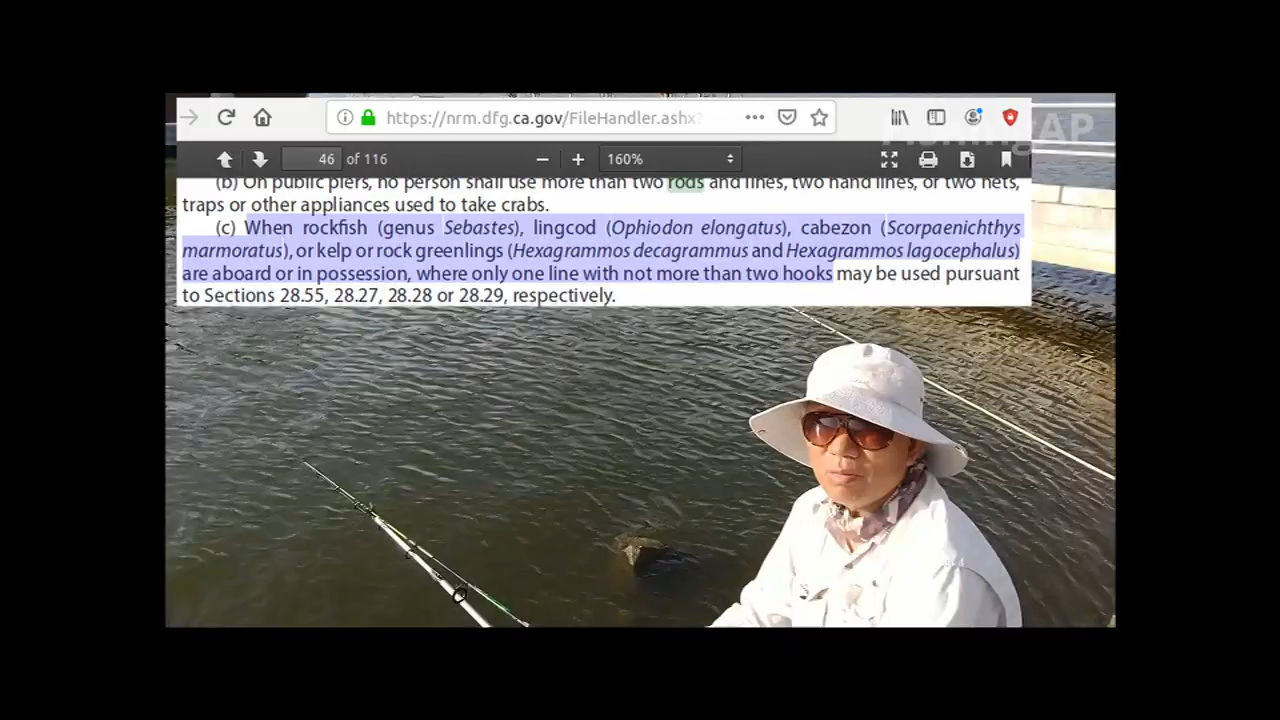 https://nrm.dfg.ca.gov/FileHandler.ashx?
FishingAP
46 of 116
160%
(b) On public piers, no person shall use more than two rods and lines, two hand lines, or two nets,
traps or other appliances used to take crabs.
(c) When rockfish (genus Sebastes), lingcod (Ophiodon elongatus), cabezon (Scorpaenichthys
marmoratus), or kelp or rock greenlings (Hexagrammos decagrammus and Hexagrammos lagocephalus)
are aboard or in possession, where only one line with not more than two hooks may be used pursuant
to Sections 28.55, 28.27, 28.28 or 28.29, respectively.